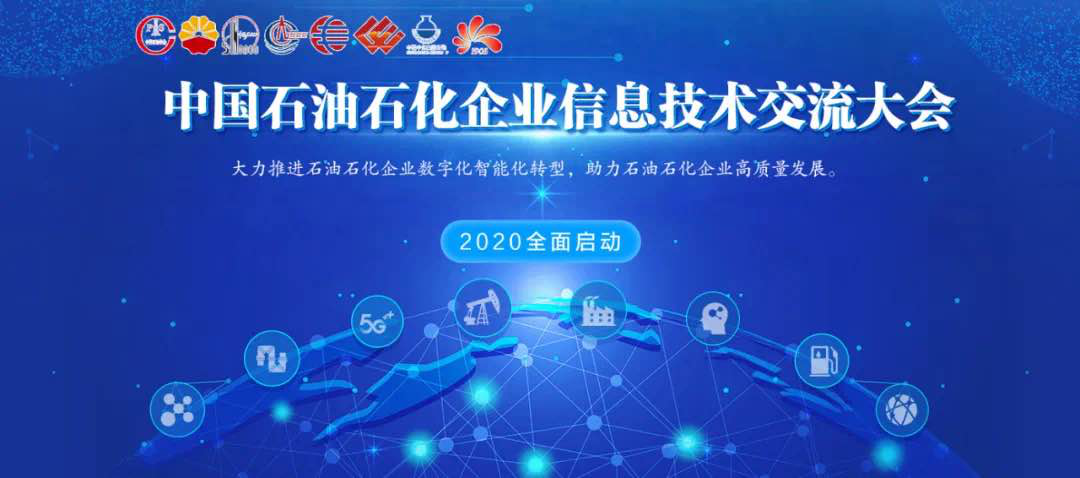 中国石油石化企业信息技术交流大会
大力推进石油石化企业数字化智能化转型，助力石油石化企业高质量发展。
2020全面启动
5G